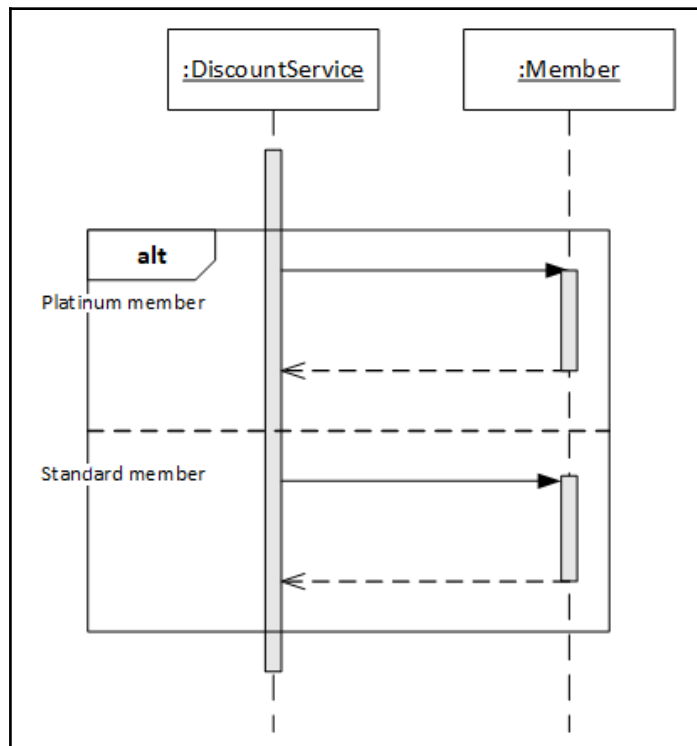 :DiscountService
:Member
alt
Platinum member
Standard member